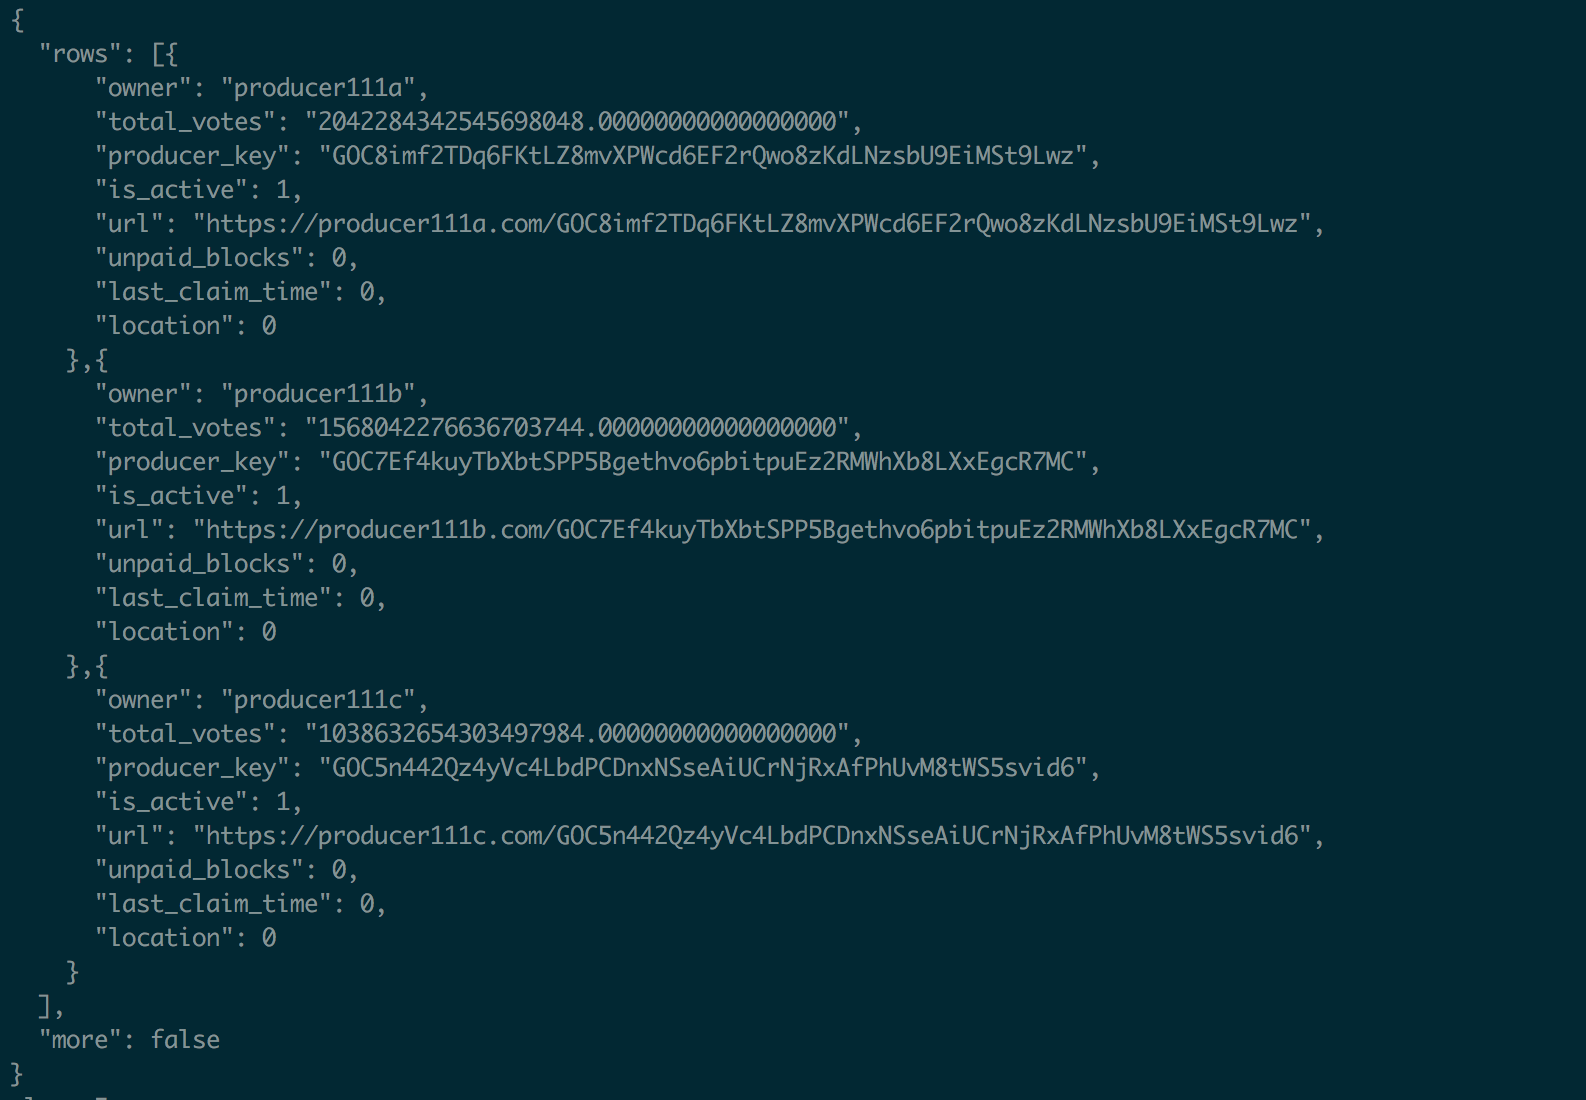 {
  "rows": [{
      "owner": "producer111a",
      "total_votes": "2042284342545698048.00000000000000000",
      "producer_key": "GOC8imf2TDq6FKtLZ8mvXPWcd6EF2rQwo8zKdLNzsbU9EiMSt9Lwz",
      "is_active": 1,
      "url": "https://producer111a.com/GOC8imf2TDq6FKtLZ8mvXPWcd6EF2rQwo8zKdLNzsbU9EiMSt9Lwz",
      "unpaid_blocks": 0,
      "last_claim_time": 0,
      "location": 0
    },{
      "owner": "producer111b",
      "total_votes": "1568042276636703744.00000000000000000",
      "producer_key": "GOC7Ef4kuyTbXbtSPP5Bgethvo6pbitpuEz2RMWhXb8LXxEgcR7MC",
      "is_active": 1,
      "url": "https://producer111b.com/GOC7Ef4kuyTbXbtSPP5Bgethvo6pbitpuEz2RMWhXb8LXxEgcR7MC",
      "unpaid_blocks": 0,
      "last_claim_time": 0,
      "location": 0
    },{
      "owner": "producer111c",
      "total_votes": "1038632654303497984.00000000000000000",
      "producer_key": "GOC5n442Qz4yVc4LbdPCDnxNSseAiUCrNjRxAfPhUvM8tWS5svid6",
      "is_active": 1,
      "url": "https://producer111c.com/GOC5n442Qz4yVc4LbdPCDnxNSseAiUCrNjRxAfPhUvM8tWS5svid6",
      "unpaid_blocks": 0,
      "last_claim_time": 0,
      "location": 0
    }
  ],
  "more": false
}